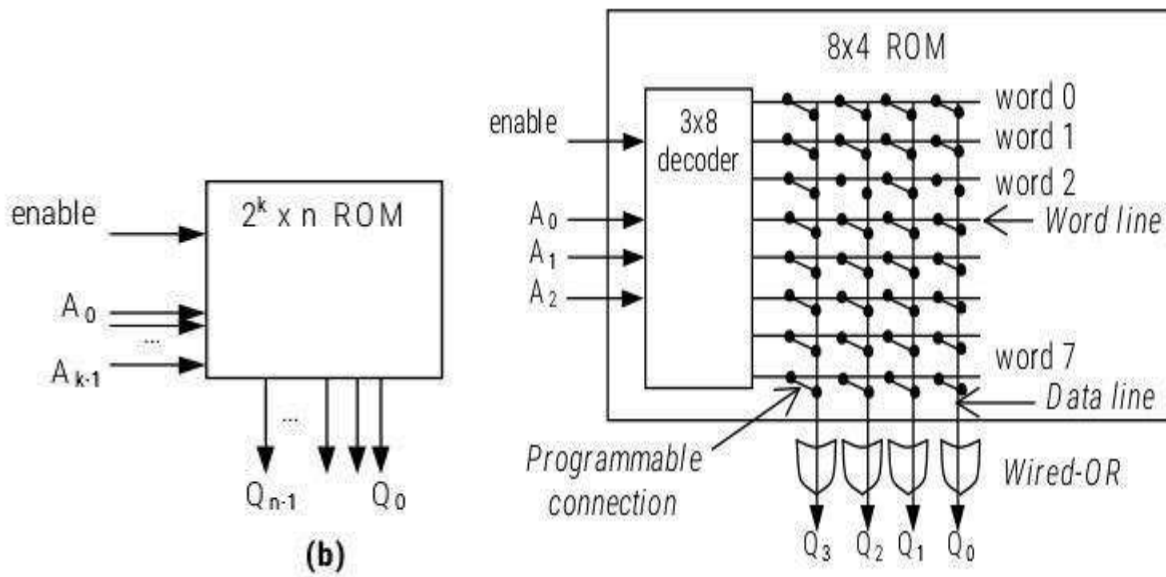 enable
2ᵏ x n ROM
A₀
...
Aₖ₋₁
...
Qₙ₋₁
Q₀
(b)
8x4 ROM
enable
3x8
decoder
A₀
A₁
A₂
word 0
word 1
word 2
Word line
word 7
Data line
Programmable
connection
Wired-OR
Q₃ Q₂ Q₁ Q₀